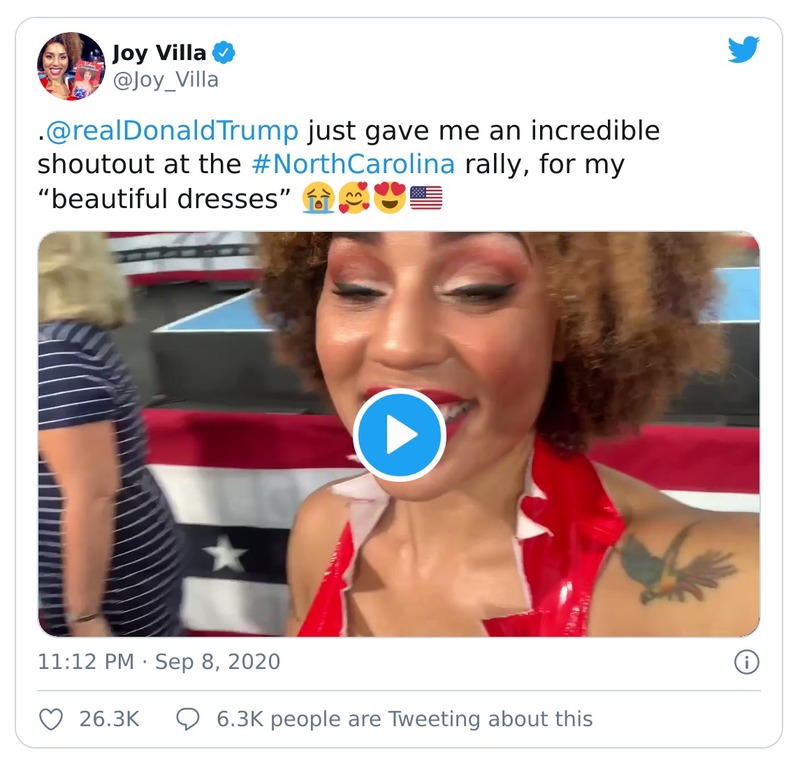 Joy Villa
@Joy_Villa
.@realDonaldTrump just gave me an incredible
shoutout at the #NorthCarolina rally, for my
“beautiful dresses” 😭🥰😍🇺🇸
11:12 PM · Sep 8, 2020
26.3K 6.3K people are Tweeting about this